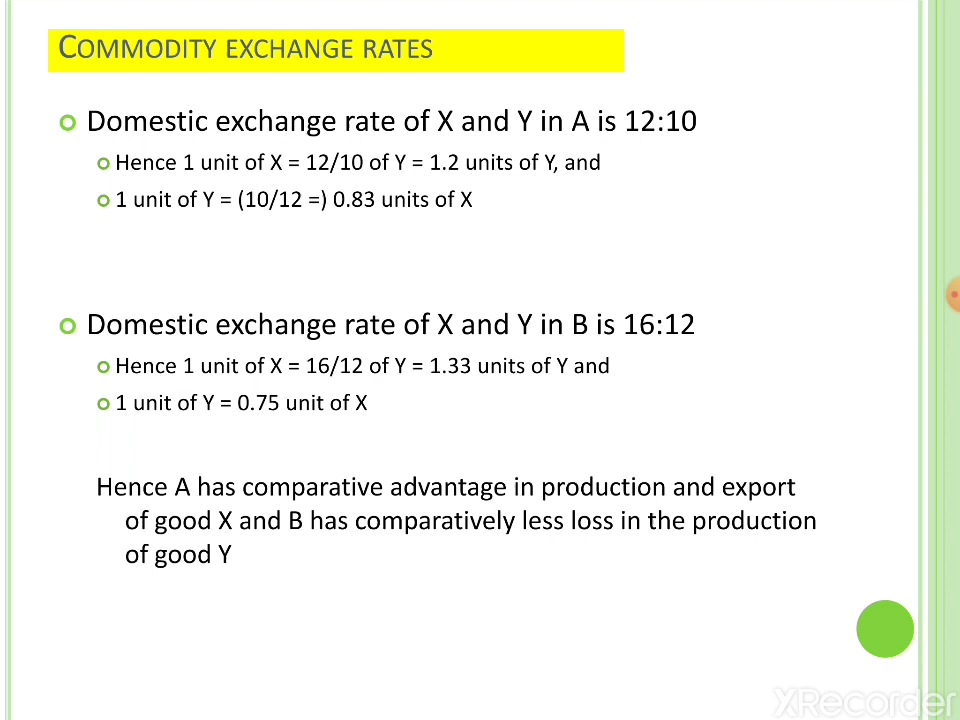 COMMODITY EXCHANGE RATES
Domestic exchange rate of X and Y in A is 12:10
Hence 1 unit of X = 12/10 of Y = 1.2 units of Y, and
1 unit of Y = (10/12 =) 0.83 units of X
Domestic exchange rate of X and Y in B is 16:12
Hence 1 unit of X = 16/12 of Y = 1.33 units of Y and
1 unit of Y = 0.75 unit of X
Hence A has comparative advantage in production and export
of good X and B has comparatively less loss in the production
of good Y
XRecorder